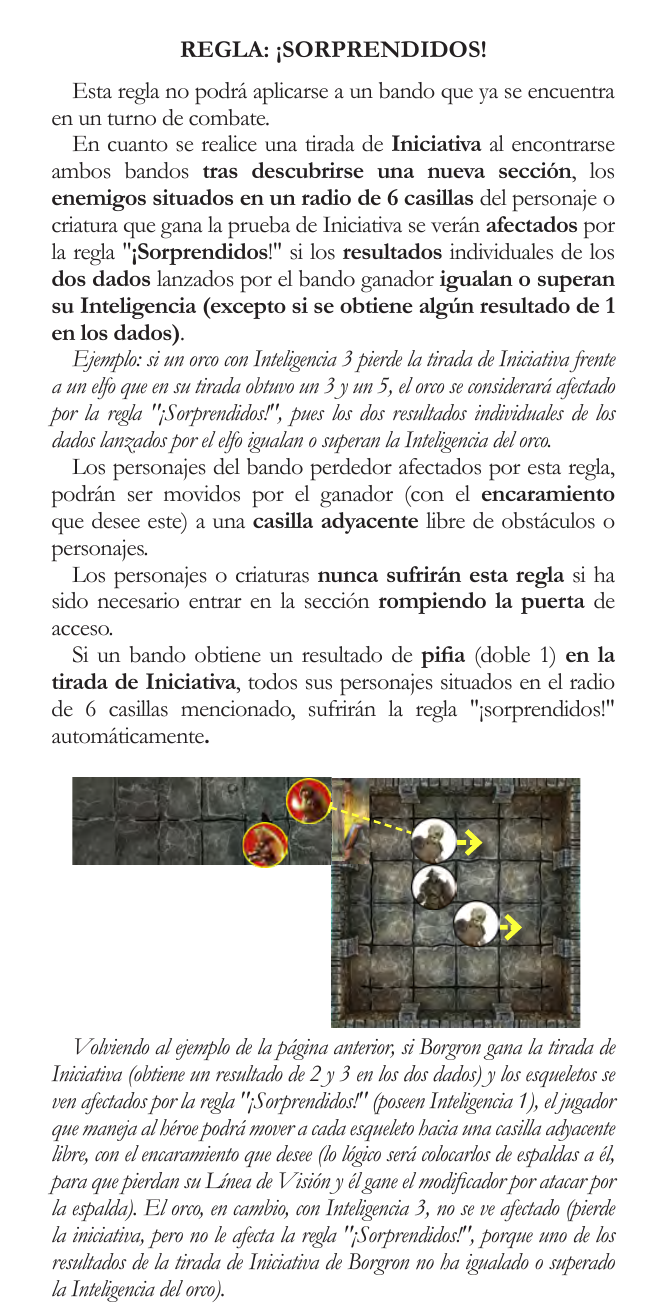 REGLA: ¡SORPRENDIDOS!
Esta regla no podrá aplicarse a un bando que ya se encuentra
en un turno de combate.
En cuanto se realice una tirada de Iniciativa al encontrarse
ambos bandos tras descubrirse una nueva sección, los
enemigos situados en un radio de 6 casillas del personaje o
criatura que gana la prueba de Iniciativa se verán afectados por
la regla "¡Sorprendidos!" si los resultados individuales de los
dos dados lanzados por el bando ganador igualan o superan
su Inteligencia (excepto si se obtiene algún resultado de 1
en los dados).
Ejemplo: si un orco con Inteligencia 3 pierde la tirada de Iniciativa frente
a un elfo que en su tirada obtuvo un 3 y un 5, el orco se considerará afectado
por la regla "¡Sorprendidos!", pues los dos resultados individuales de los
dados lanzados por el elfo igualan o superan la Inteligencia del orco.
Los personajes del bando perdedor afectados por esta regla,
podrán ser movidos por el ganador (con el encaramiento
que desee este) a una casilla adyacente libre de obstáculos o
personajes.
Los personajes o criaturas nunca sufrirán esta regla si ha
sido necesario entrar en la sección rompiendo la puerta de
acceso.
Si un bando obtiene un resultado de pifia (doble 1) en la
tirada de Iniciativa, todos sus personajes situados en el radio
de 6 casillas mencionado, sufrirán la regla "¡sorprendidos!"
automáticamente.
Volviendo al ejemplo de la página anterior, si Borgron gana la tirada de
Iniciativa (obtiene un resultado de 2 y 3 en los dos dados) y los esqueletos se
ven afectados por la regla "¡Sorprendidos!" (poseen Inteligencia 1), el jugador
que maneja al héroe podrá mover a cada esqueleto hacia una casilla adyacente
libre, con el encaramiento que desee (lo lógico será colocarlos de espaldas a él,
para que pierdan su Línea de Visión y él gane el modificador por atacar por
la espalda). El orco, en cambio, con Inteligencia 3, no se ve afectado (pierde
la iniciativa, pero no le afecta la regla "¡Sorprendidos!", porque uno de los
resultados de la tirada de Iniciativa de Borgron no ha igualado o superado
la Inteligencia del orco).